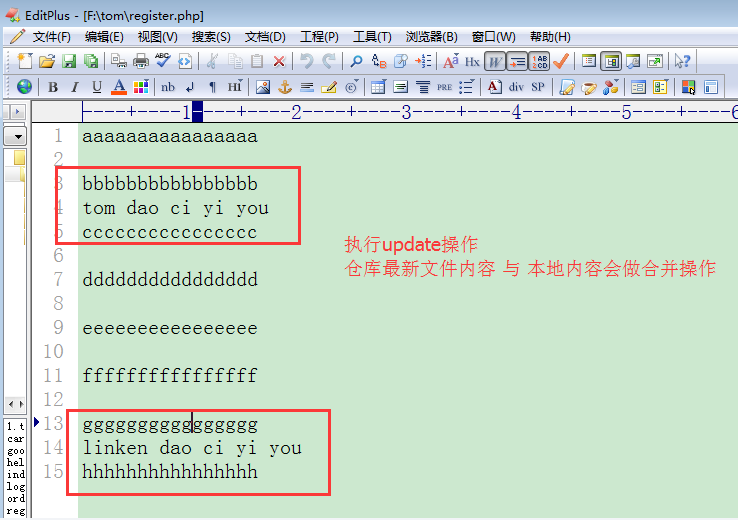 EditPlus - [F:\tom\register.php]
文件(F) 编辑(E) 视图(V) 搜索(S) 文档(D) 工程(P) 工具(T) 浏览器(B) 窗口(W) 帮助(H)
Hx W
B I U A nb ¶ HI PRE A div SP
----+----1----+----2----+----3----+----4----+----5----+----6
1 aaaaaaaaaaaaaaaa
2
3 bbbbbbbbbbbbbbbb
4 tom dao ci yi you
5 cccccccccccccccc
6
执行update操作
仓库最新文件内容 与 本地内容会做合并操作
7 dddddddddddddddd
8
9 eeeeeeeeeeeeeeee
10
11 ffffffffffffffff
12
13 gggggggggggggggg
14 linken dao ci yi you
15 hhhhhhhhhhhhhhhh
1.t
car
goo
hel
ind
log
ord
reg